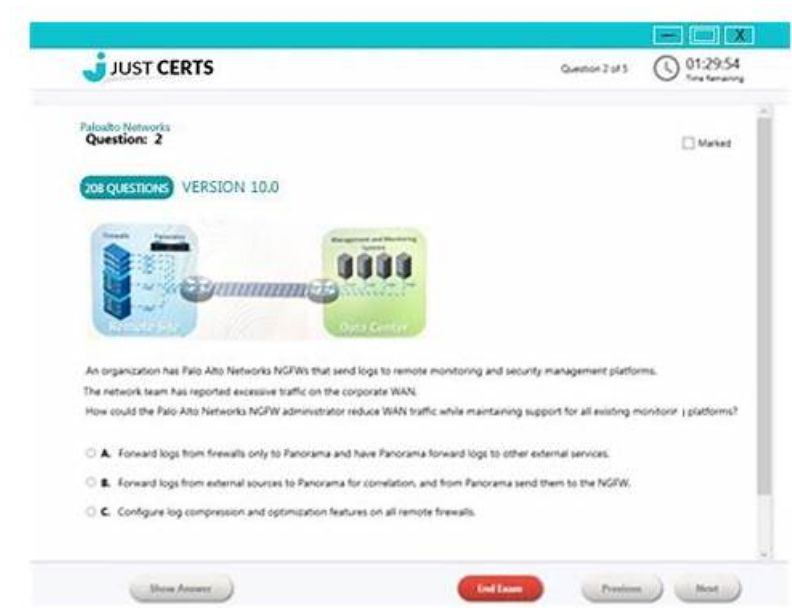 JUST CERTS
Question 2 of 5
01:29:54
Time Remaining
Paloalto Networks
Question: 2
Marked
208 QUESTIONS VERSION 10.0
Firewalls Panorama
Management and Monitoring
Systems
Remote Site
Data Center
An organization has Palo Alto Networks NGFWs that send logs to remote monitoring and security management platforms.
The network team has reported excessive traffic on the corporate WAN.
How could the Palo Alto Networks NGFW administrator reduce WAN traffic while maintaining support for all existing monitorir platforms?
A. Forward logs from firewalls only to Panorama and have Panorama forward logs to other external services.
B. Forward logs from external sources to Panorama for correlation, and from Panorama send them to the NGFW.
C. Configure log compression and optimization features on all remote firewalls.
Show Answer
End Exam
Previous
Next